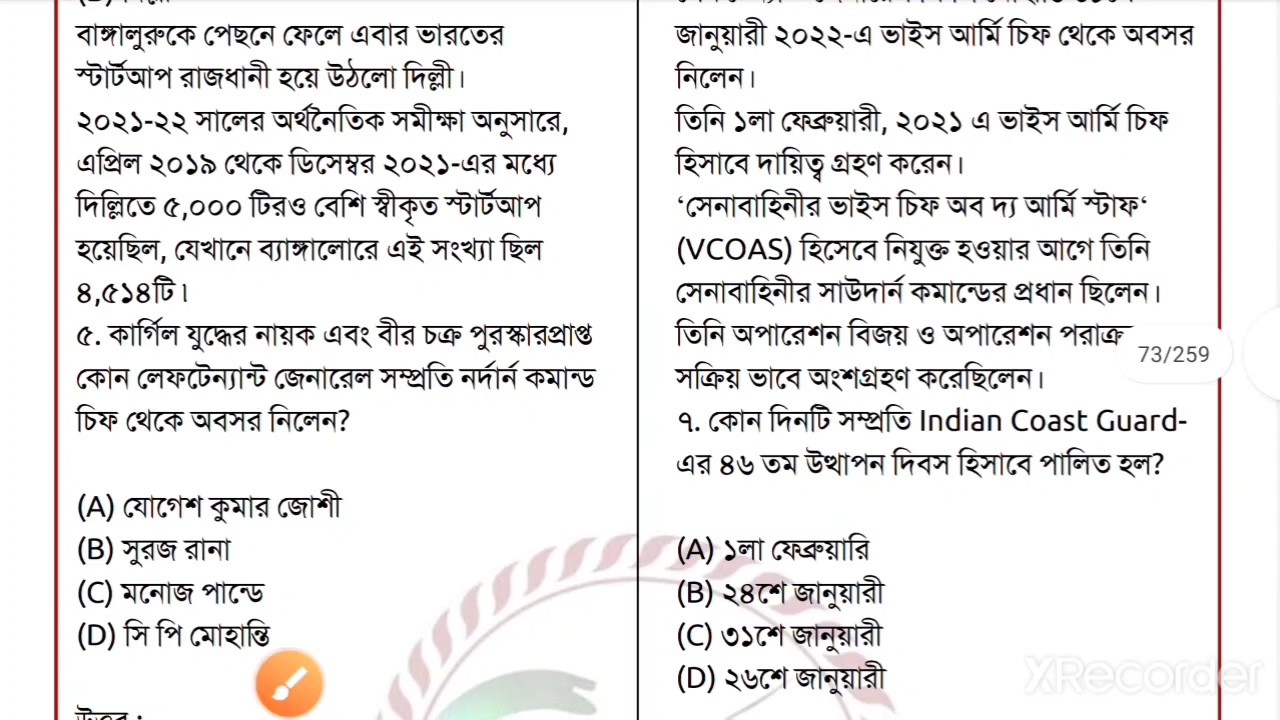 বাঙ্গালুরুকে পেছনে ফেলে এবার ভারতের
স্টার্টআপ রাজধানী হয়ে উঠলো দিল্লী।
২০২১-২২ সালের অর্থনৈতিক সমীক্ষা অনুসারে,
এপ্রিল ২০১৯ থেকে ডিসেম্বর ২০২১-এর মধ্যে
দিল্লিতে ৫,০০০ টিরও বেশি স্বীকৃত স্টার্টআপ
হয়েছিল, যেখানে ব্যাঙ্গালোরে এই সংখ্যা ছিল
৪,৫১৪টি।
৫. কার্গিল যুদ্ধের নায়ক এবং বীর চক্র পুরস্কারপ্রাপ্ত
কোন লেফটেন্যান্ট জেনারেল সম্প্রতি নর্দার্ন কমান্ড
চিফ থেকে অবসর নিলেন?
(A) যোগেশ কুমার জোশী
(B) সুরজ রানা
(C) মনোজ পান্ডে
(D) সি পি মোহান্তি
জানুয়ারী ২০২২-এ ভাইস আর্মি চিফ থেকে অবসর
নিলেন।
তিনি ১লা ফেব্রুয়ারী, ২০২১ এ ভাইস আর্মি চিফ
হিসাবে দায়িত্ব গ্রহণ করেন।
‘সেনাবাহিনীর ভাইস চিফ অব দ্য আর্মি স্টাফ‘
(VCOAS) হিসেবে নিযুক্ত হওয়ার আগে তিনি
সেনাবাহিনীর সাউদার্ন কমান্ডের প্রধান ছিলেন।
তিনি অপারেশন বিজয় ও অপারেশন
সক্রিয় ভাবে অংশগ্রহণ করেছিলেন।
৭. কোন দিনটি সম্প্রতি Indian Coast Guard-
এর ৪৬ তম উত্থাপন দিবস হিসাবে পালিত হল?
(A) ১লা ফেব্রুয়ারি
(B) ২৪শে জানুয়ারী
(C) ৩১শে জানুয়ারী
(D) ২৬শে জানুয়ারী
73/259
XRecorder